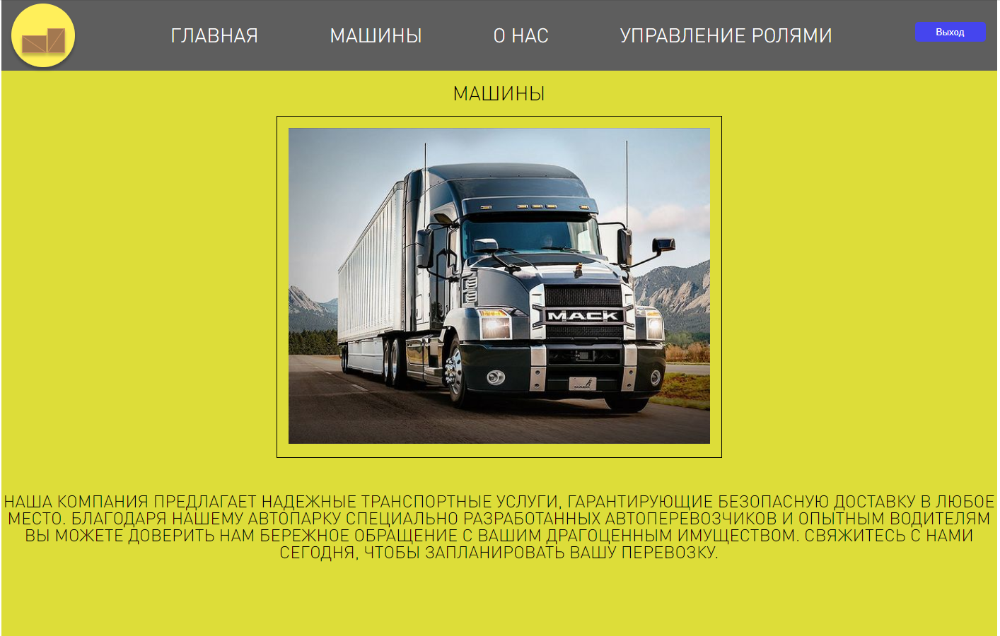 ГЛАВНАЯ МАШИНЫ О НАС УПРАВЛЕНИЕ РОЛЯМИ Выход
МАШИНЫ
MACK
MACK
НАША КОМПАНИЯ ПРЕДЛАГАЕТ НАДЕЖНЫЕ ТРАНСПОРТНЫЕ УСЛУГИ, ГАРАНТИРУЮЩИЕ БЕЗОПАСНУЮ ДОСТАВКУ В ЛЮБОЕ
МЕСТО. БЛАГОДАРЯ НАШЕМУ АВТОПАРКУ СПЕЦИАЛЬНО РАЗРАБОТАННЫХ АВТОПЕРЕВОЗЧИКОВ И ОПЫТНЫМ ВОДИТЕЛЯМ
ВЫ МОЖЕТЕ ДОВЕРИТЬ НАМ БЕРЕЖНОЕ ОБРАЩЕНИЕ С ВАШИМ ДРАГОЦЕННЫМ ИМУЩЕСТВОМ. СВЯЖИТЕСЬ С НАМИ
СЕГОДНЯ, ЧТОБЫ ЗАПЛАНИРОВАТЬ ВАШУ ПЕРЕВОЗКУ.